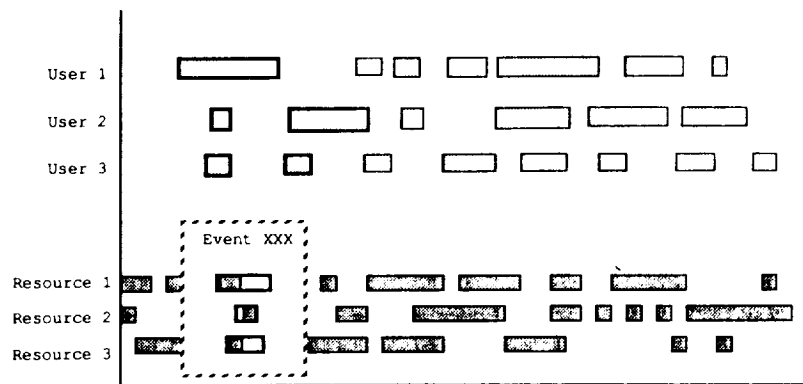 User 1
User 2
User 3
Event XXX
Resource 1
Resource 2
Resource 3